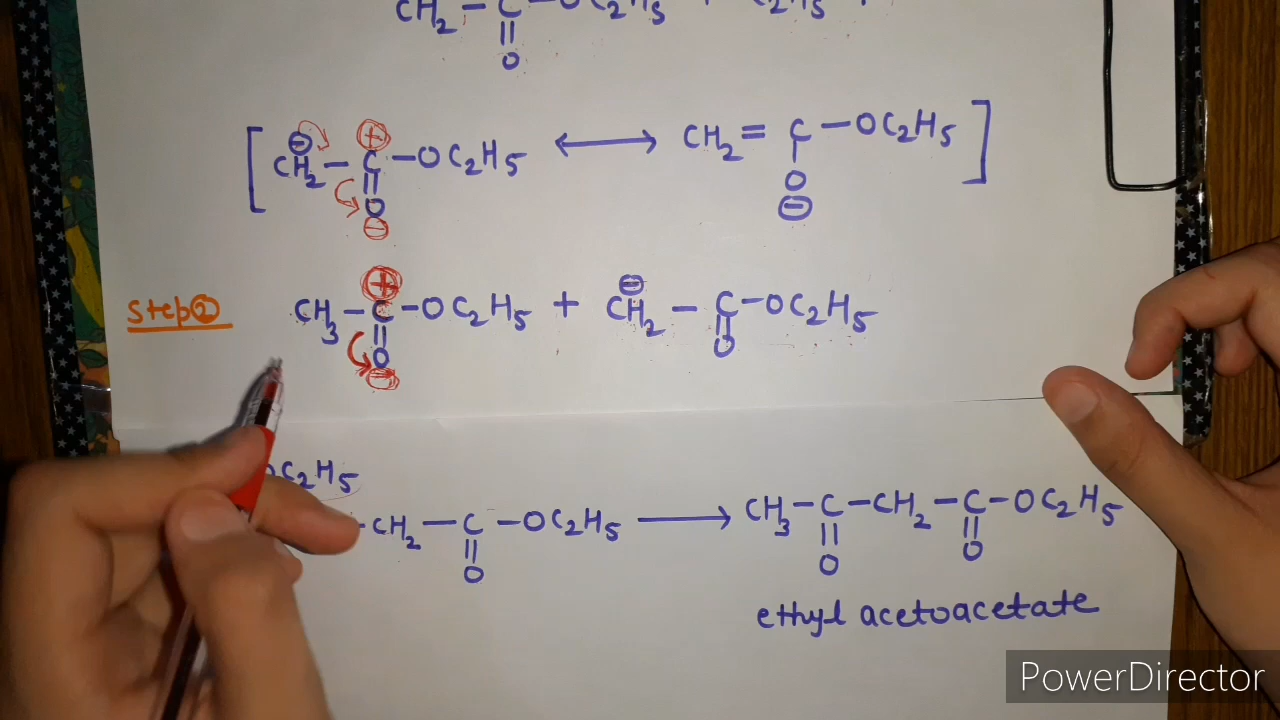 CH₂ – C – OC₂H₅ + C₂H₅
||
O
[ ⊖CH₂ – C⊕ – OC₂H₅ ⟷ CH₂ = C – OC₂H₅ ]
|| |
O⊖ O⊖
Step② CH₃ – C⊕ – OC₂H₅ + ⊖CH₂ – C – OC₂H₅
|| ||
O⊖ O
OC₂H₅
– CH₂ – C – OC₂H₅ ⟶ CH₃ – C – CH₂ – C – OC₂H₅
|| || ||
O O O
ethyl acetoacetate
PowerDirector